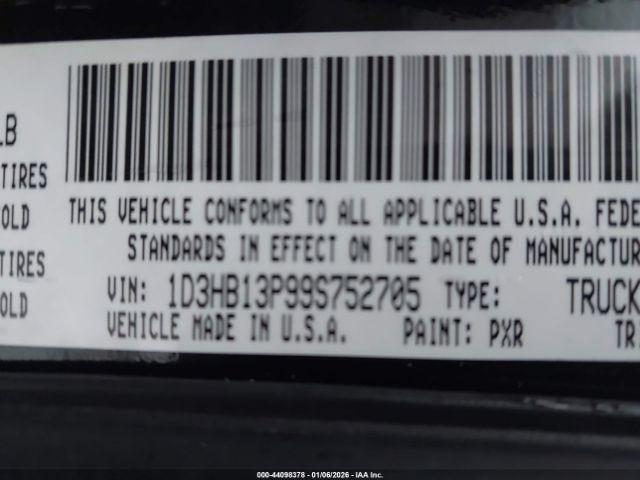 LB
TIRES
OLD
THIS VEHICLE CONFORMS TO ALL APPLICABLE U.S.A. FEDE
STANDARDS IN EFFECT ON THE DATE OF MANUFACTUR
TIRES
OLD
VIN: 1D3HB13P99S752705 TYPE: TRUCK
VEHICLE MADE IN U.S.A. PAINT: PXR TR
000-44098378 - 01/06/2026 - IAA Inc.